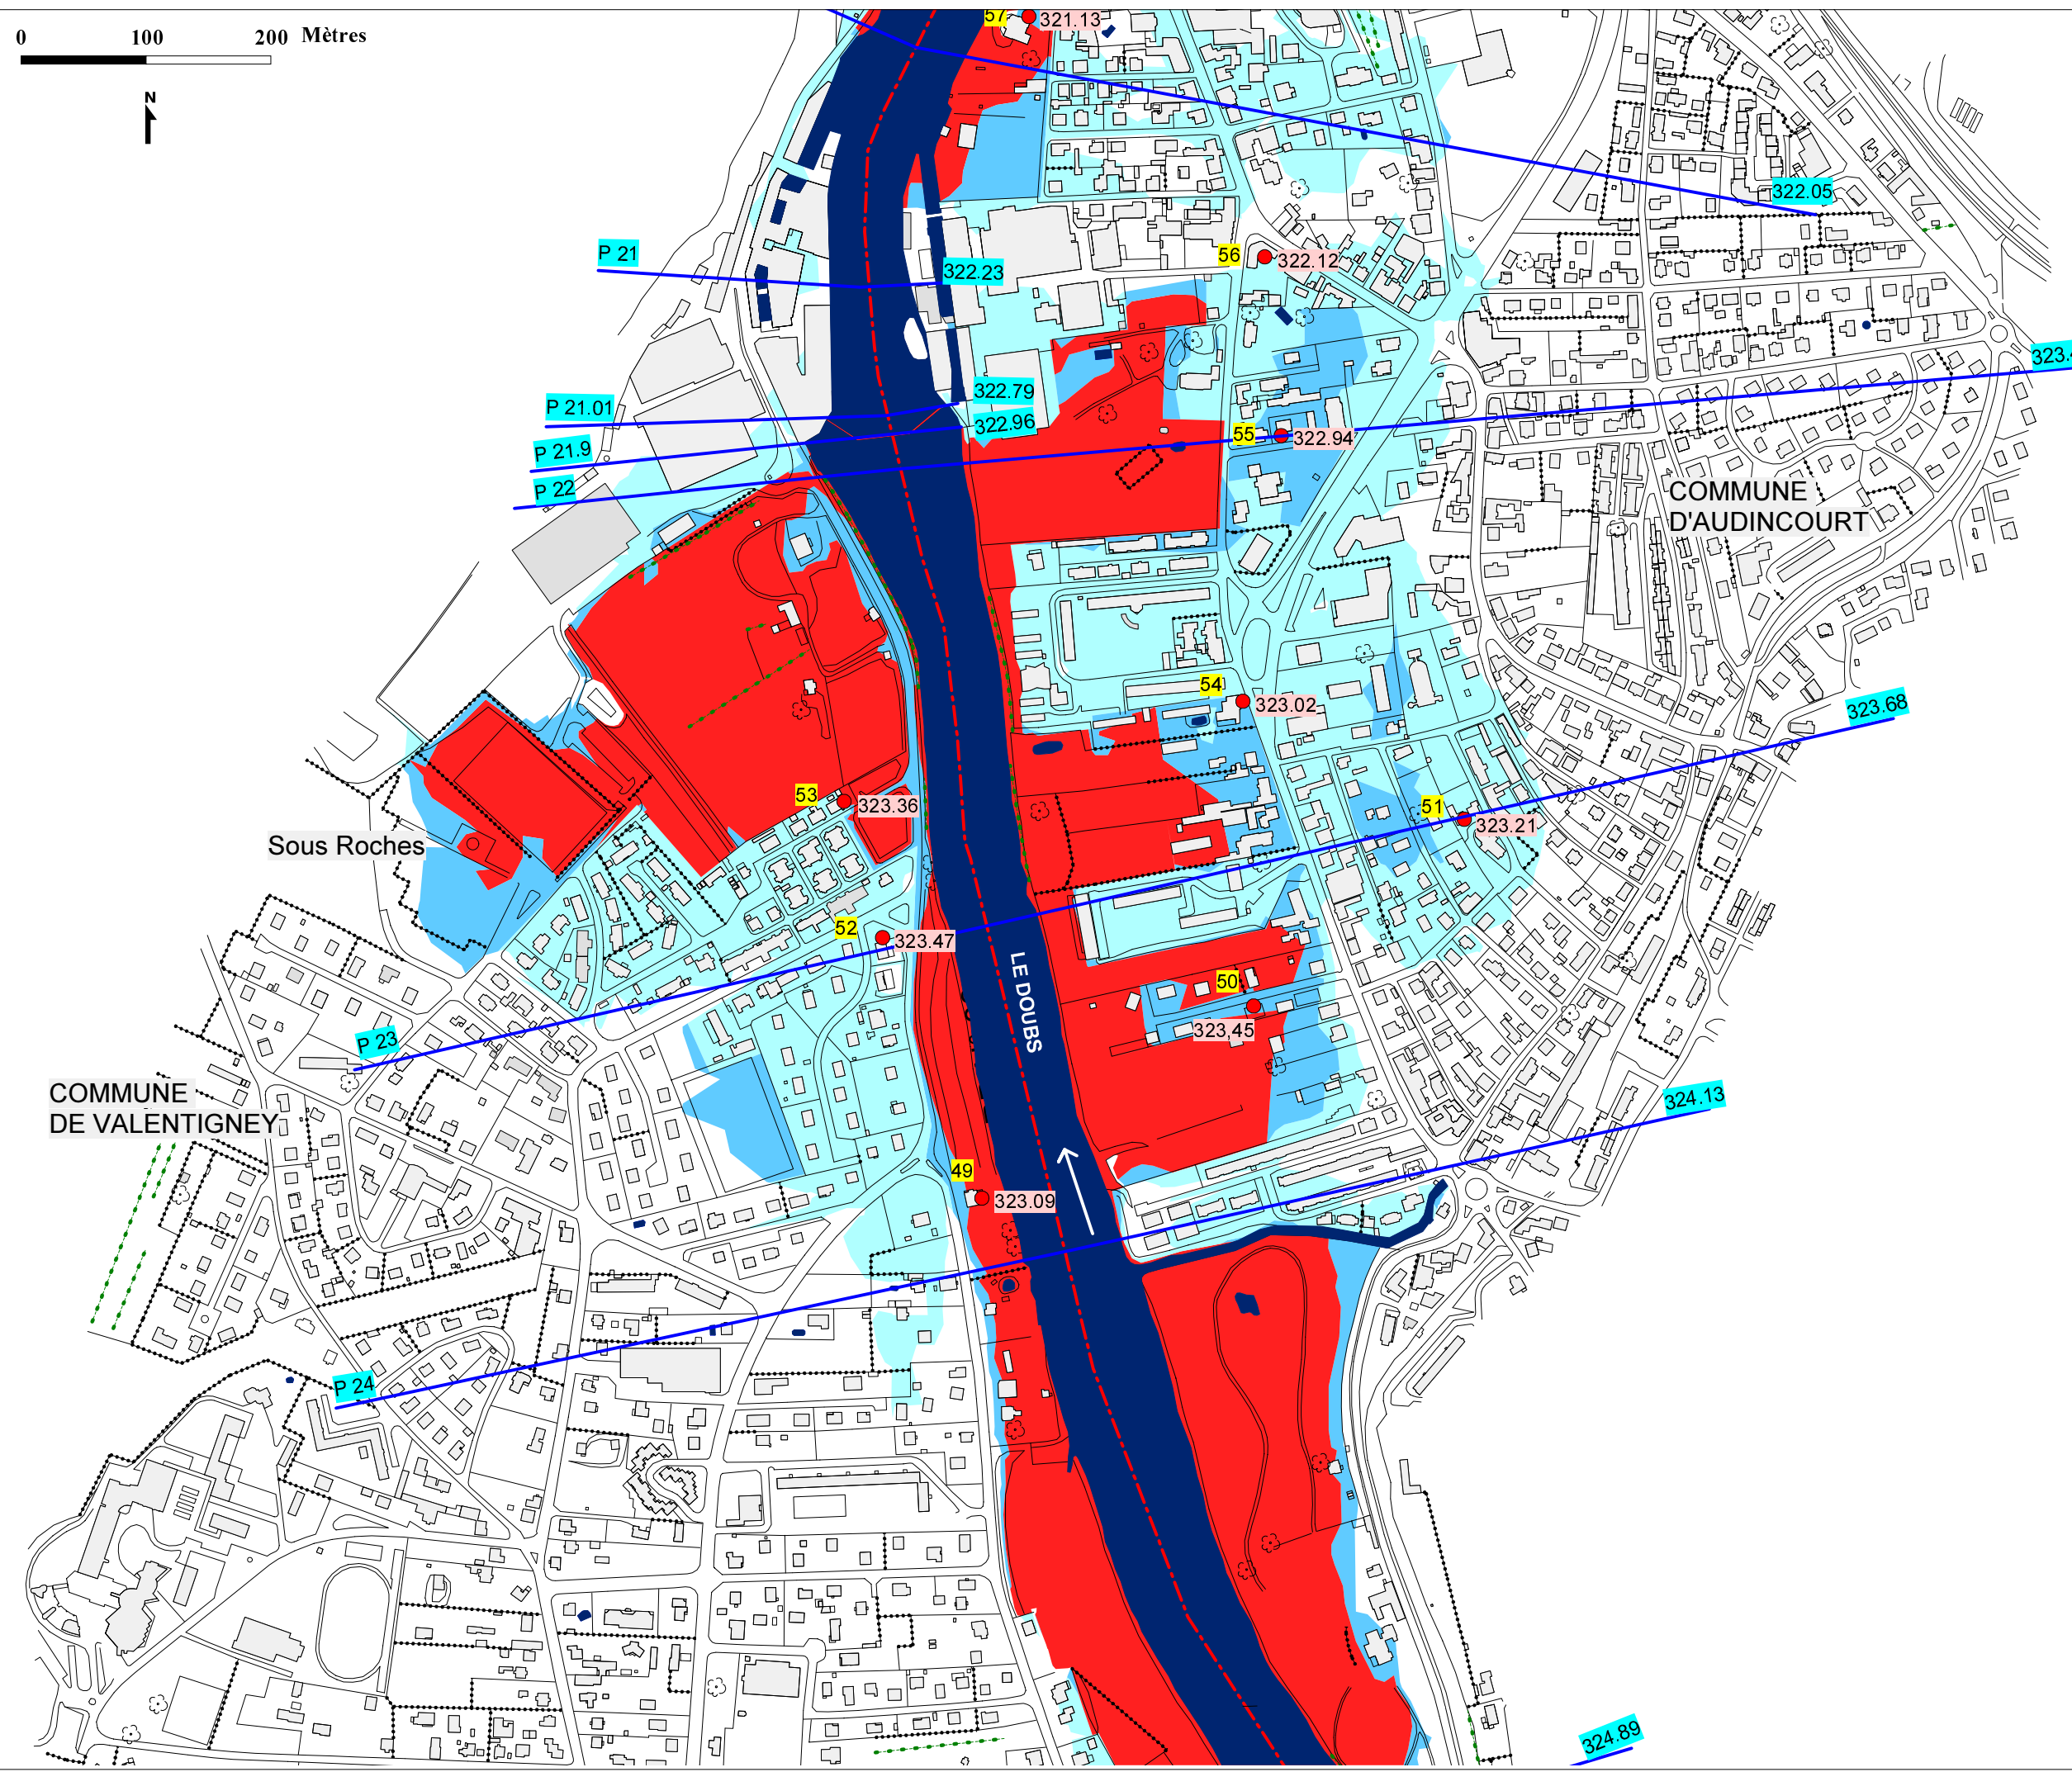 0 100 200 Mètres
N
57
321.13
322.05
P 21
322.23
56
322.12
P 21.01
322.79
322.96
P 21.9
P 22
55
322.94
COMMUNE
D'AUDINCOURT
54
323.02
323.68
53
323.36
51
323.21
Sous Roches
52
323.47
LE DOUBS
50
323,45
P 23
COMMUNE
DE VALENTIGNEY
324.13
49
323.09
P 24
324.89